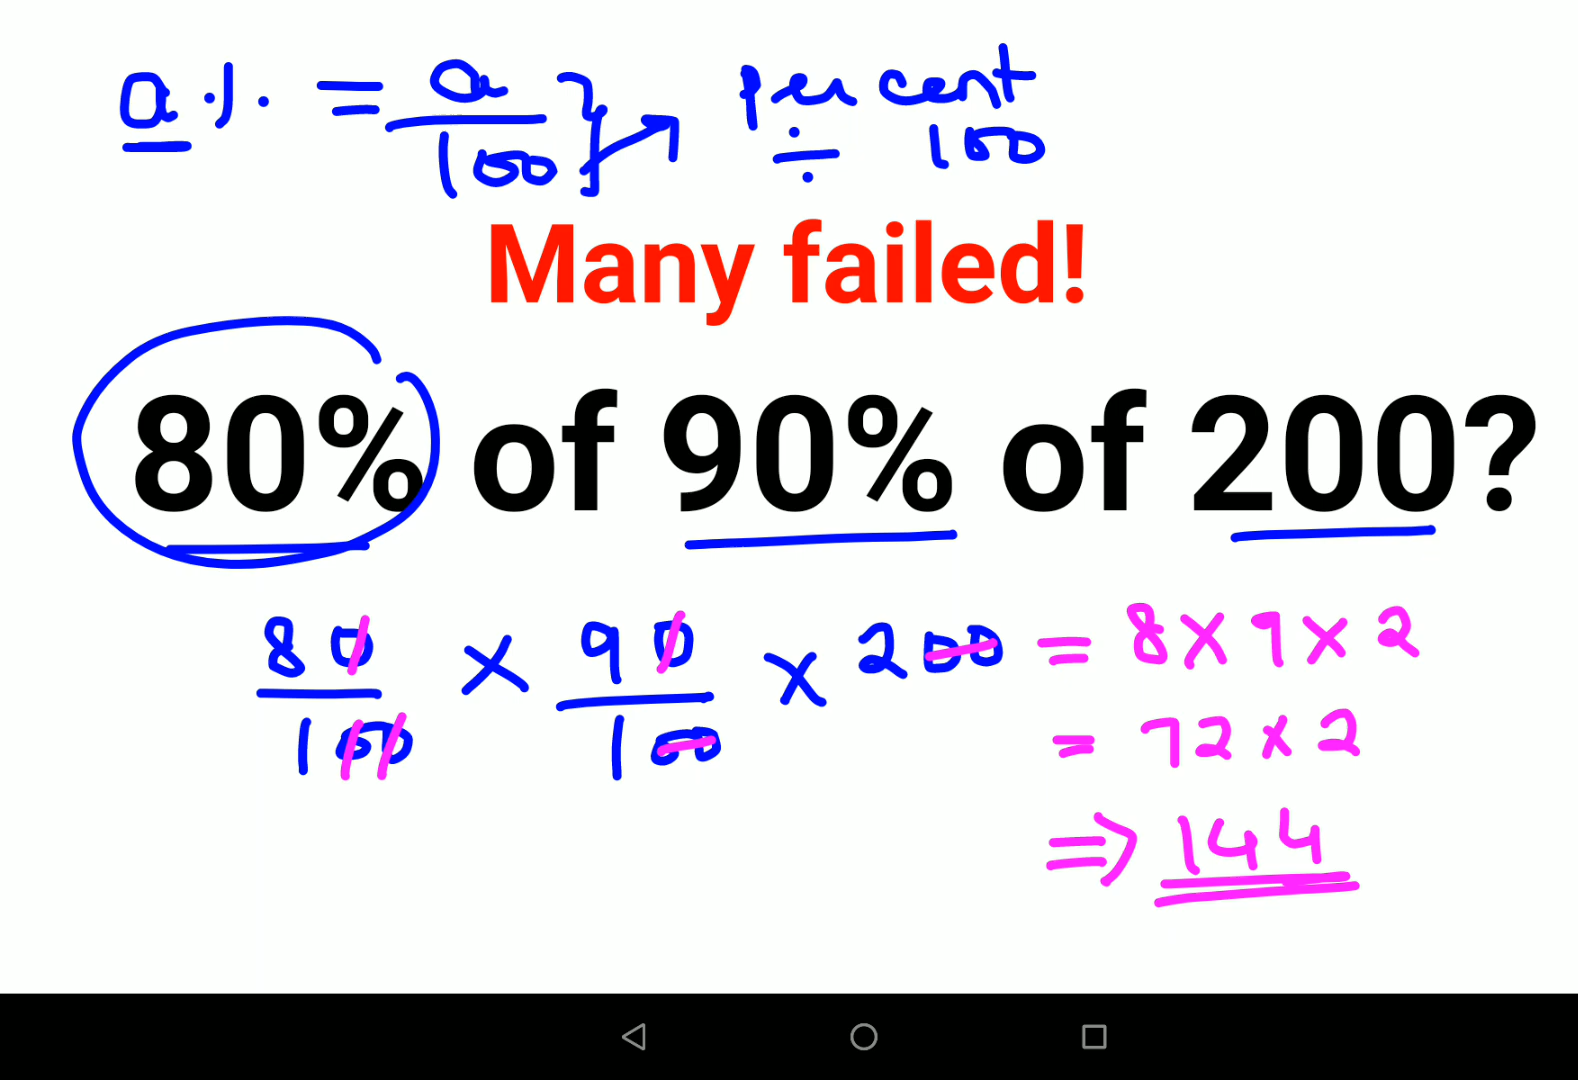 a % = a/100 } → per cent
÷ 100
Many failed!
80% of 90% of 200?
80/100 × 90/100 × 200 = 8 × 9 × 2
= 72 × 2
⇒ 144